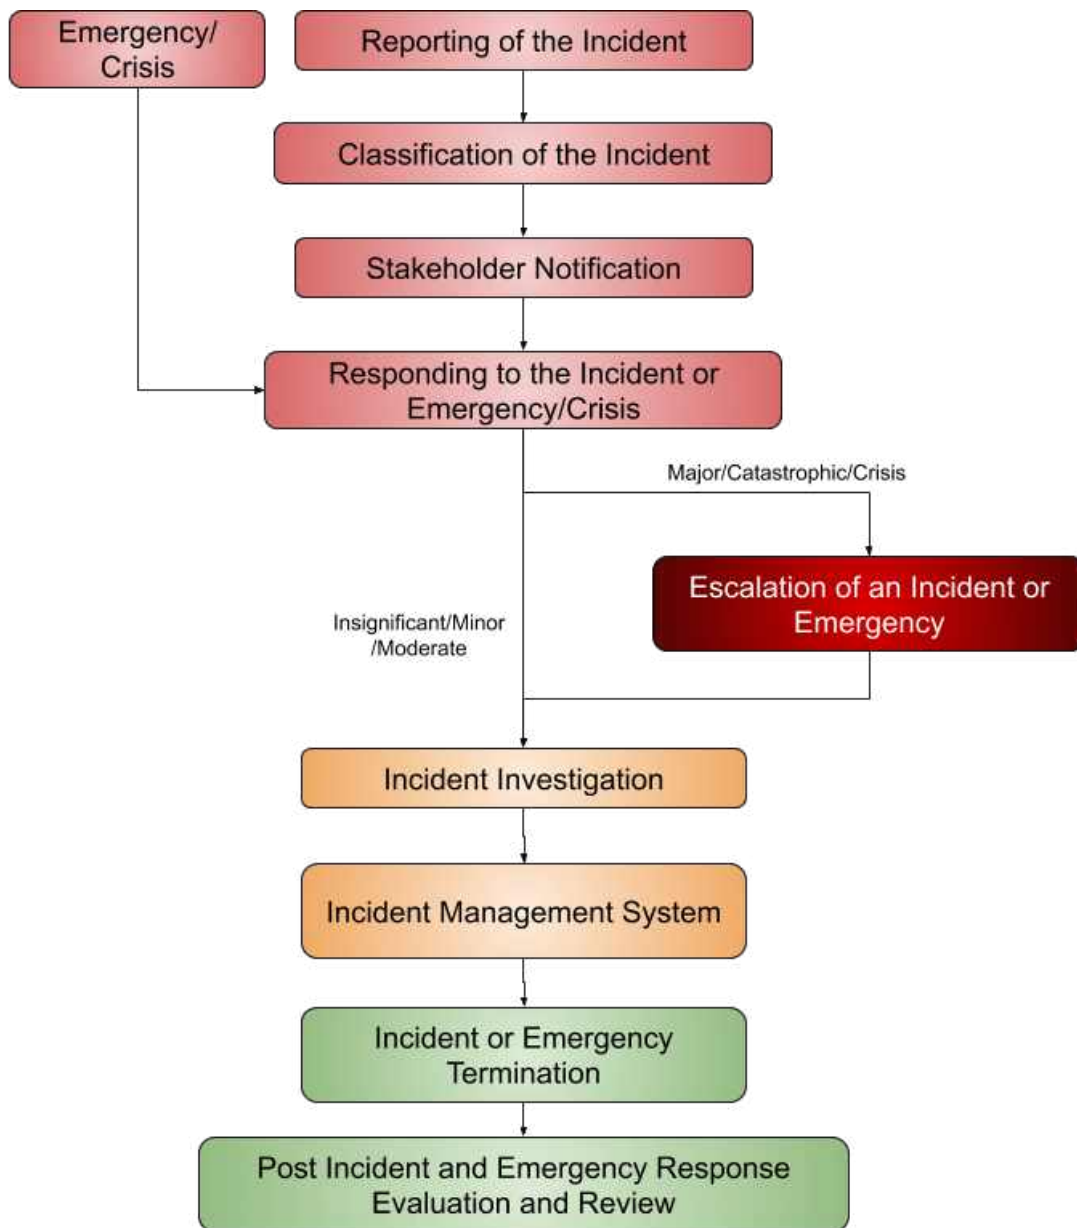 Emergency/
Crisis
Reporting of the Incident
Classification of the Incident
Stakeholder Notification
Responding to the Incident or
Emergency/Crisis
Major/Catastrophic/Crisis
Escalation of an Incident or
Emergency
Insignificant/Minor
/Moderate
Incident Investigation
Incident Management System
Incident or Emergency
Termination
Post Incident and Emergency Response
Evaluation and Review